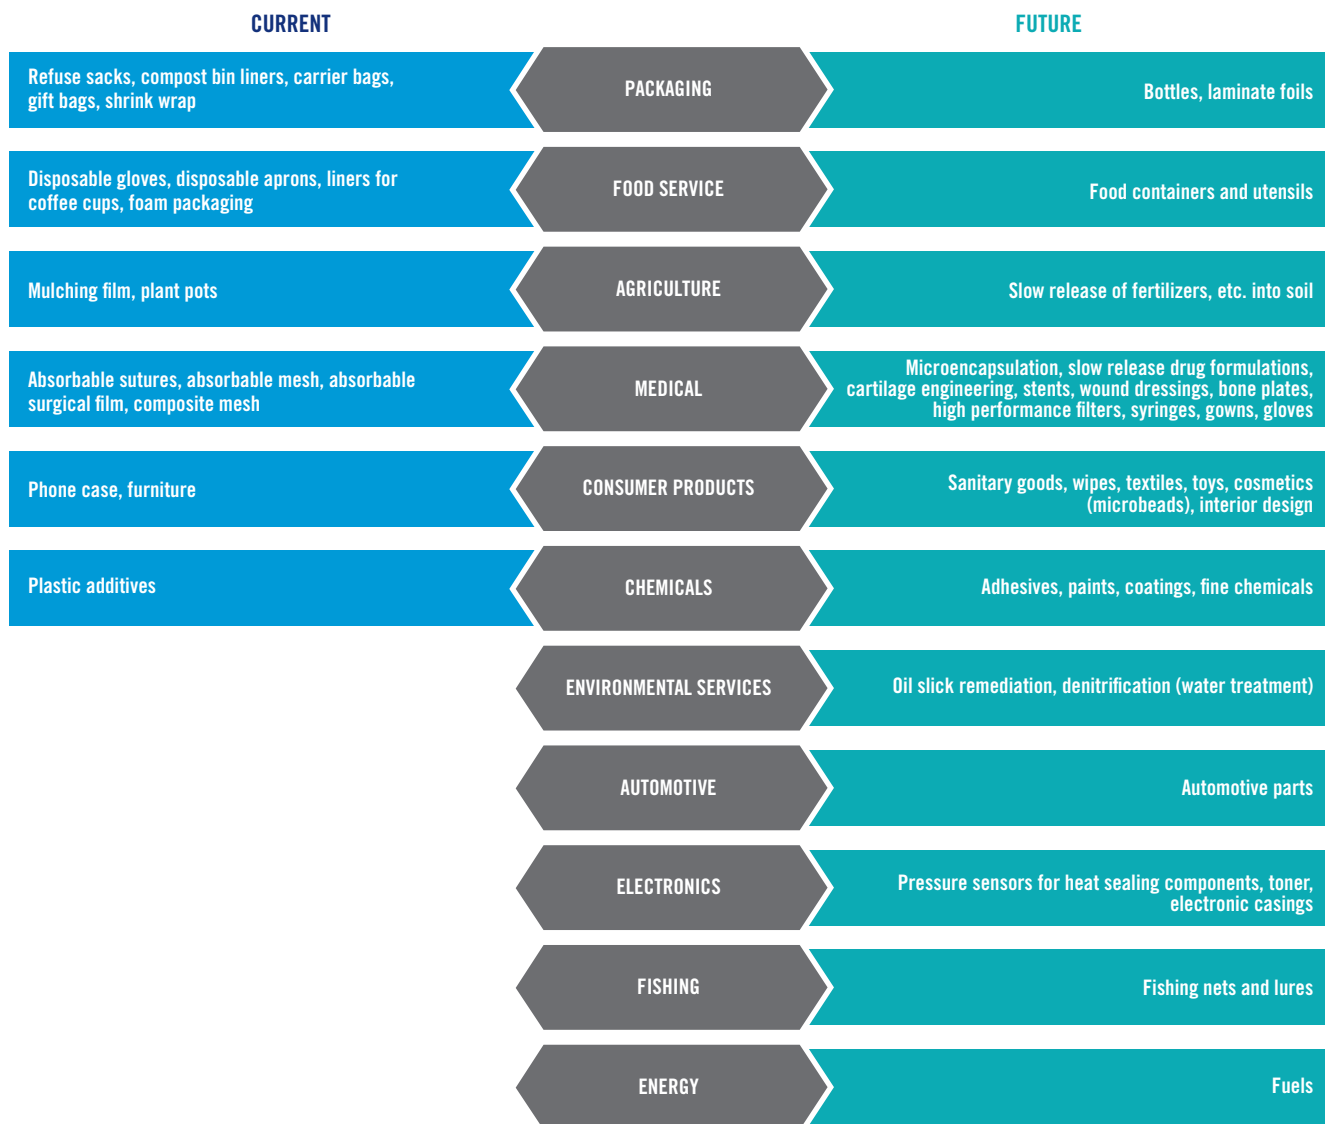 CURRENT
FUTURE
Refuse sacks, compost bin liners, carrier bags,
gift bags, shrink wrap
PACKAGING
Bottles, laminate foils
Disposable gloves, disposable aprons, liners for
coffee cups, foam packaging
FOOD SERVICE
Food containers and utensils
Mulching film, plant pots
AGRICULTURE
Slow release of fertilizers, etc. into soil
Absorbable sutures, absorbable mesh, absorbable
surgical film, composite mesh
MEDICAL
Microencapsulation, slow release drug formulations,
cartilage engineering, stents, wound dressings, bone plates,
high performance filters, syringes, gowns, gloves
Phone case, furniture
CONSUMER PRODUCTS
Sanitary goods, wipes, textiles, toys, cosmetics
(microbeads), interior design
Plastic additives
CHEMICALS
Adhesives, paints, coatings, fine chemicals
ENVIRONMENTAL SERVICES
Oil slick remediation, denitrification (water treatment)
AUTOMOTIVE
Automotive parts
ELECTRONICS
Pressure sensors for heat sealing components, toner,
electronic casings
FISHING
Fishing nets and lures
ENERGY
Fuels